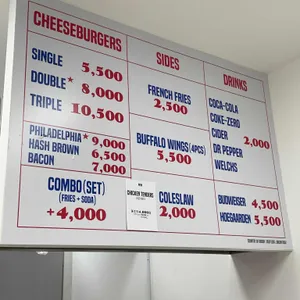 CHEESEBURGERS
SINGLE 5,500
DOUBLE* 8,000
TRIPLE 10,500
PHILADELPHIA* 9,000
HASH BROWN 6,500
BACON 7,000
COMBO(SET)
(FRIES + SODA)
+4,000
SIDES
FRENCH FRIES
2,500
BUFFALO WINGS(4PCS)
5,500
CHICKEN TENDERS
COLESLAW
2,000
DRINKS
COCA-COLA
COKE-ZERO
CIDER 2,000
DR PEPPER
WELCHS
BUDWEISER 4,500
HOEGAARDEN 5,500